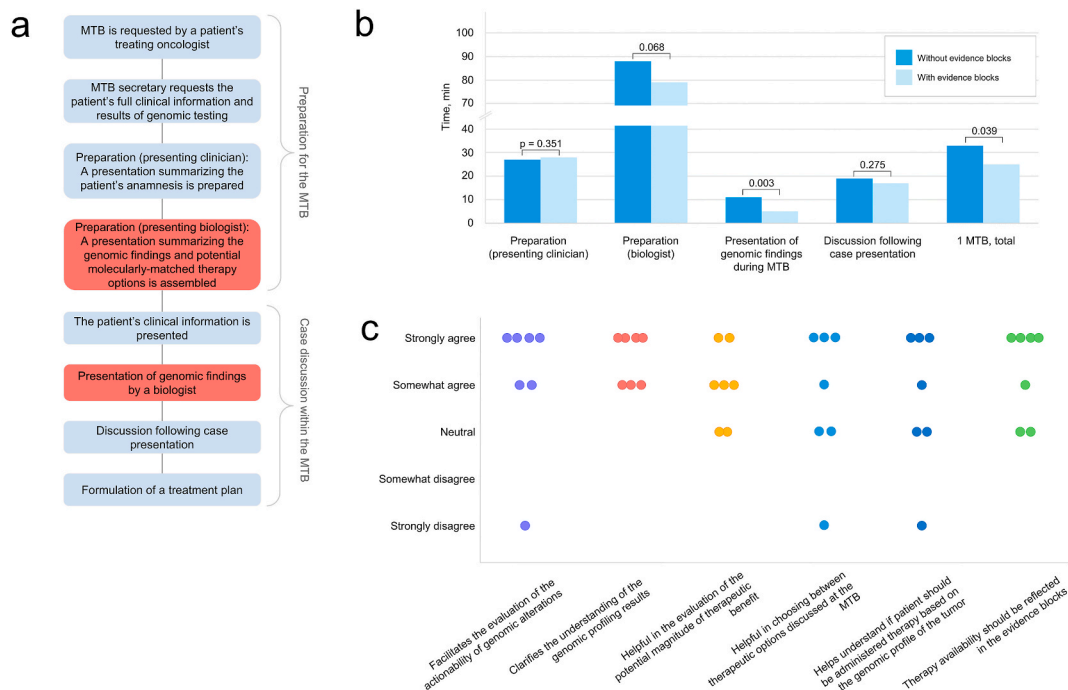 a
MTB is requested by a patient's
treating oncologist
MTB secretary requests the
patient's full clinical information and
results of genomic testing
Preparation (presenting clinician):
A presentation summarizing the
patient's anamnesis is prepared
Preparation (presenting biologist):
A presentation summarizing the
genomic findings and potential
molecularly-matched therapy
options is assembled
Preparation for the MTB
The patient's clinical information is
presented
Presentation of genomic findings
by a biologist
Discussion following case
presentation
Formulation of a treatment plan
Case discussion within the MTB
b
Time, min
100
90
80
70
40
30
20
10
0
p = 0.351
0.068
0.003
0.275
0.039
Without evidence blocks
With evidence blocks
Preparation
(presenting clinician)
Preparation
(biologist)
Presentation of
genomic findings
during MTB
Discussion following
case presentation
1 MTB, total
c
Strongly agree
Somewhat agree
Neutral
Somewhat disagree
Strongly disagree
Facilitates the evaluation of the
actionability of genomic alterations
Clarifies the understanding of the
genomic profiling results
Helpful in the evaluation of the
potential magnitude of therapeutic
benefit
Helpful in choosing between
therapeutic options discussed at the
MTB
Helps understand if patient should
be administered therapy based on
the genomic profile of the tumor
Therapy availability should be reflected
in the evidence blocks